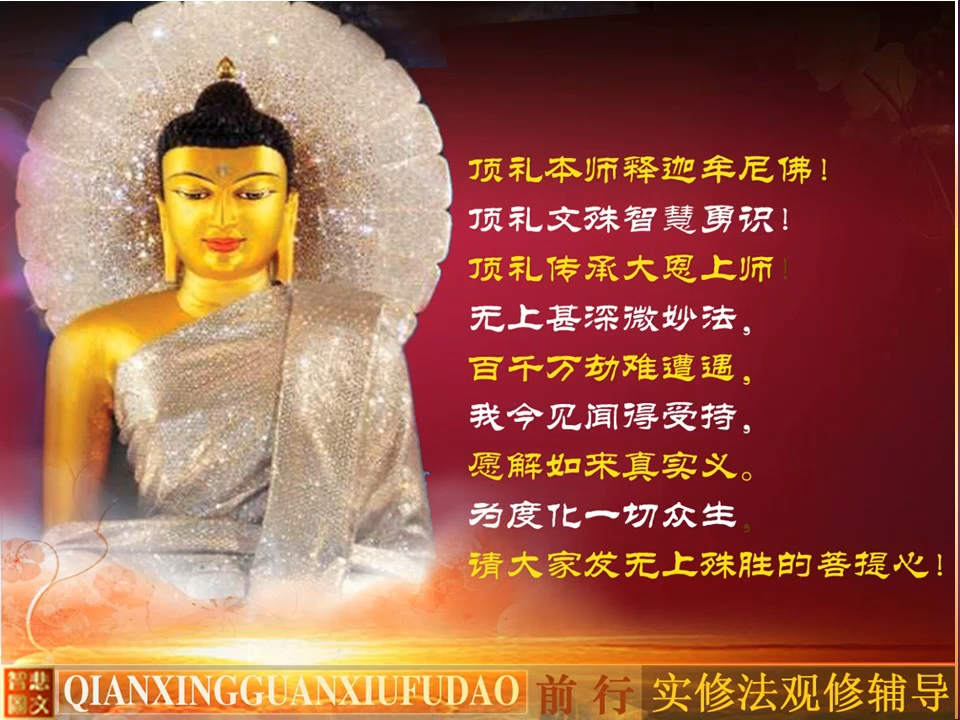 顶礼本师释迦牟尼佛！
顶礼文殊智慧勇识！
顶礼传承大恩上师！
无上甚深微妙法，
百千万劫难遭遇，
我今见闻得受持，
愿解如来真实义。
为度化一切众生，
请大家发无上殊胜的菩提心！
QIANXINGGUANXIUFUDAO 前行 实修法观修辅导